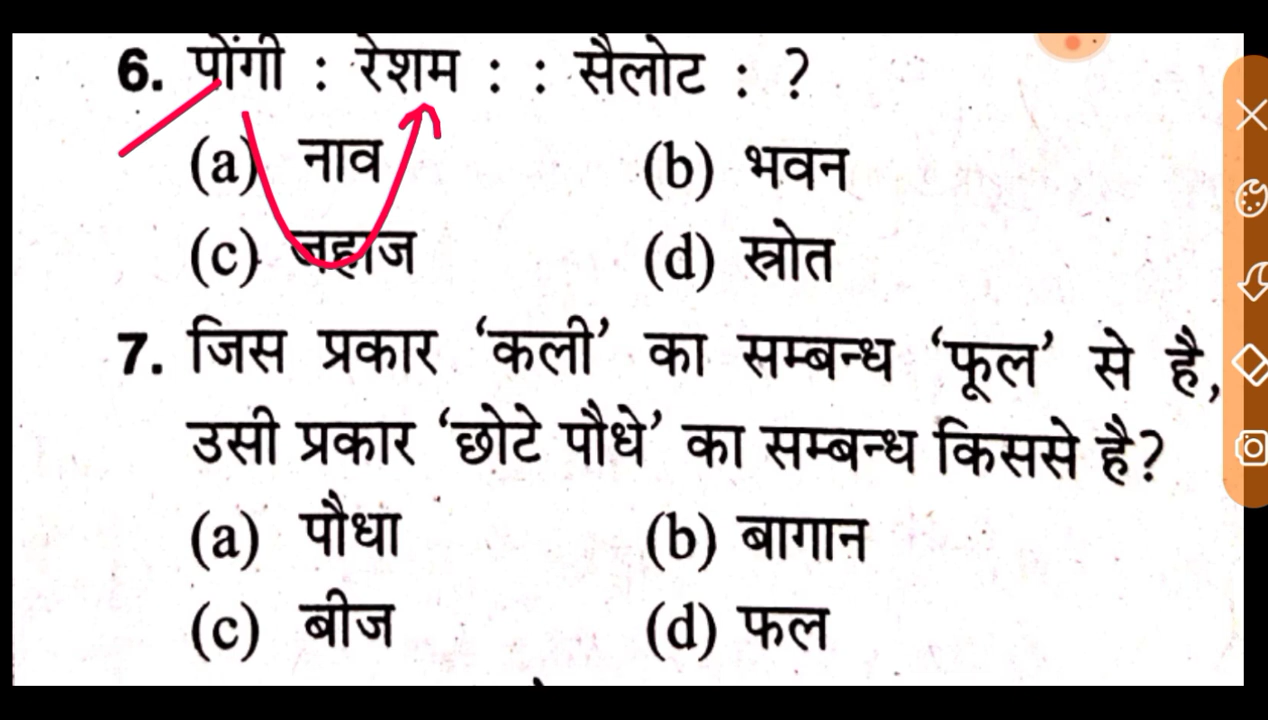 6. पोंगी : रेशम : : सैलोट : ?
(a) नाव (b) भवन
(c) जहाज (d) स्त्रोत
7. जिस प्रकार ‘कली’ का सम्बन्ध ‘फूल’ से है,
उसी प्रकार ‘छोटे पौधे’ का सम्बन्ध किससे है?
(a) पौधा (b) बागान
(c) बीज (d) फल